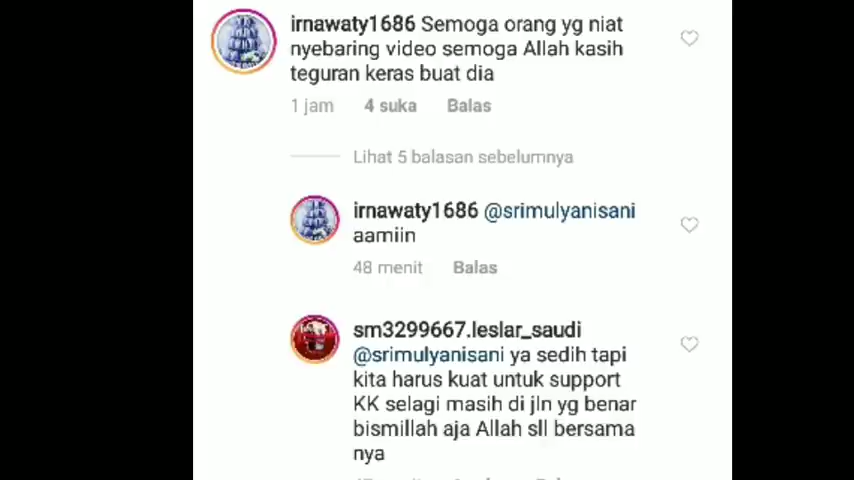 irnawaty1686 Semoga orang yg niat
nyebaring video semoga Allah kasih
teguran keras buat dia
1 jam 4 suka Balas
Lihat 5 balasan sebelumnya
irnawaty1686 @srimulyanisani
aamiin
48 menit Balas
sm3299667.leslar_saudi
@srimulyanisani ya sedih tapi
kita harus kuat untuk support
KK selagi masih di jln yg benar
bismillah aja Allah sll bersama
nya